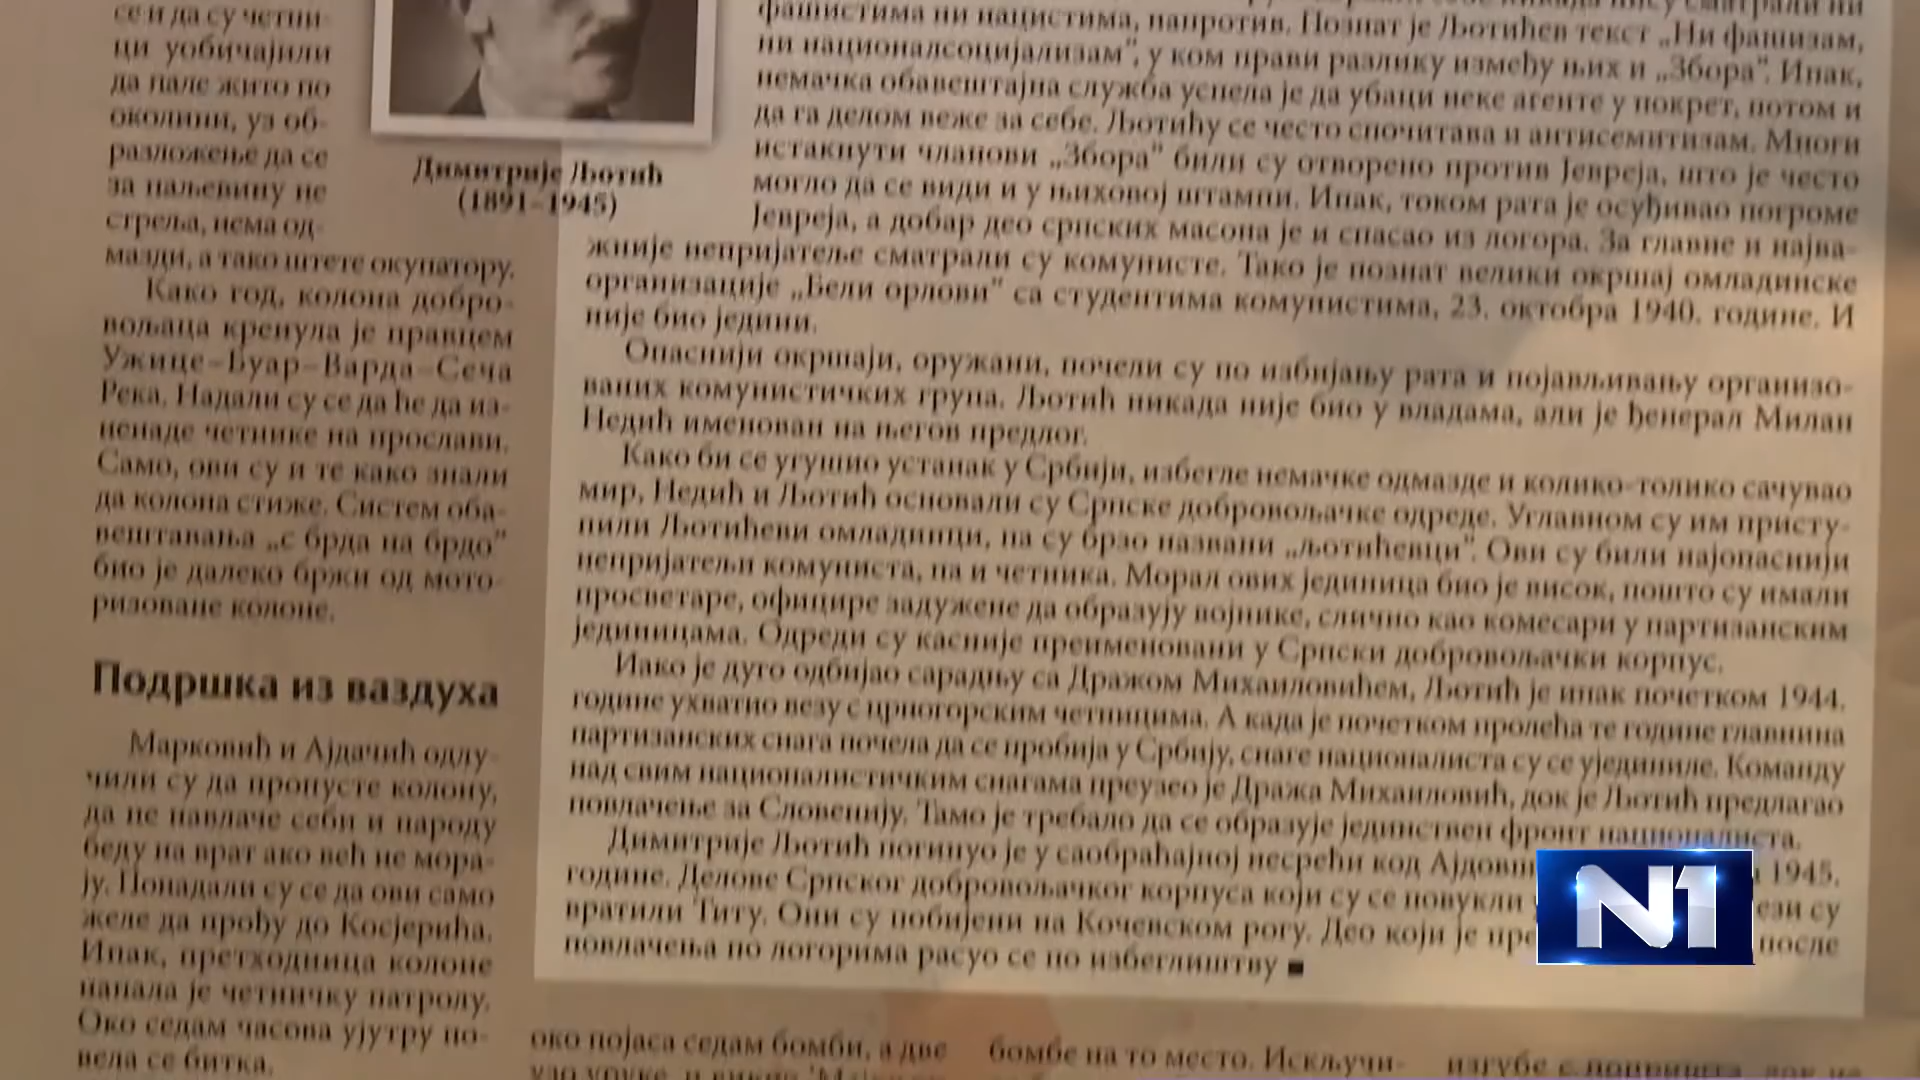 се и да су четни-
ци уобичајили
да пале жито по
околини, уз об-
разложење да се
за паљевину не
стреља, нема од-
мазди, а тако штете окупатору.
Како год, колона добро-
вољаца кренула је правцем
Ужице–Буар–Варда–Сеча
Река. Надали су се да ће да из-
ненаде четнике на прослави.
Само, ови су и те како знали
да колона стиже. Систем оба-
вештавања „с брда на брдо”
био је далеко бржи од мото-
ризоване колоне.
Подршка из ваздуха
Марковић и Ајдачић одлу-
чили су да пропусте колону,
да не навлаче себи и народу
беду на врат ако већ не мора-
ју. Понадали су се да ови само
желе да прођу до Косјерића.
Ипак, претходница колоне
напала је четничку патролу.
Око седам часова ујутру по-
вела се битка.
Димитрије Љотић
(1891–1945)
фашистима ни нацистима, напротив. Познат је Љотићев текст „Ни фашизам,
ни националсоцијализам”, у ком прави разлику између њих и „Збора”. Ипак,
немачка обавештајна служба успела је да убаци неке агенте у покрет, потом и
да га делом веже за себе. Љотићу се често спочитава и антисемитизам. Многи
истакнути чланови „Збора” били су отворено против Јевреја, што је често
могло да се види и у њиховој штампи. Ипак, током рата је осуђивао погроме
Јевреја, а добар део српских масона је и спасао из логора. За главне и најва-
жније непријатеље сматрали су комунисте. Тако је познат велики окршај омладинске
организације „Бели орлови” са студентима комунистима, 23. октобра 1940. године. И
није био једини.
Опаснији окршаји, оружани, почели су по избијању рата и појављивању организо-
ваних комунистичких група. Љотић никада није био у владама, али је ђенерал Милан
Недић именован на његов предлог.
Како би се угушио устанак у Србији, избегле немачке одмазде и колико-толико сачувао
мир, Недић и Љотић основали су Српске добровољачке одреде. Углавном су им присту-
пили Љотићеви омладинци, па су брзо названи „љотићевци”. Ови су били најопаснији
непријатељи комуниста, па и четника. Морал ових јединица био је висок, пошто су имали
просветаре, официре задужене да образују војнике, слично као комесари у партизанским
јединицама. Одреди су касније преименовани у Српски добровољачки корпус.
Иако је дуго одбијао сарадњу са Дражом Михаиловићем, Љотић је ипак почетком 1944.
године ухватио везу с црногорским четницима. А када је почетком пролећа те године главнина
партизанских снага почела да се пробија у Србију, снаге националиста су се ујединиле. Команду
над свим националистичким снагама преузео је Дража Михаиловић, док је Љотић предлагао
повлачење за Словенију. Тамо је требало да се образује јединствен фронт националиста.
Димитрије Љотић погинуо је у саобраћајној несрећи код 1945.
године. Делове Српског добровољачког корпуса који су се повукли су
вратили Титу. Они су побијени на Кочевском рогу. Део који је после
повлачења по логорима расуо се по избеглиштву ■
N1
око појаса седам бомби, а две
бомбе на то место. Искључи-